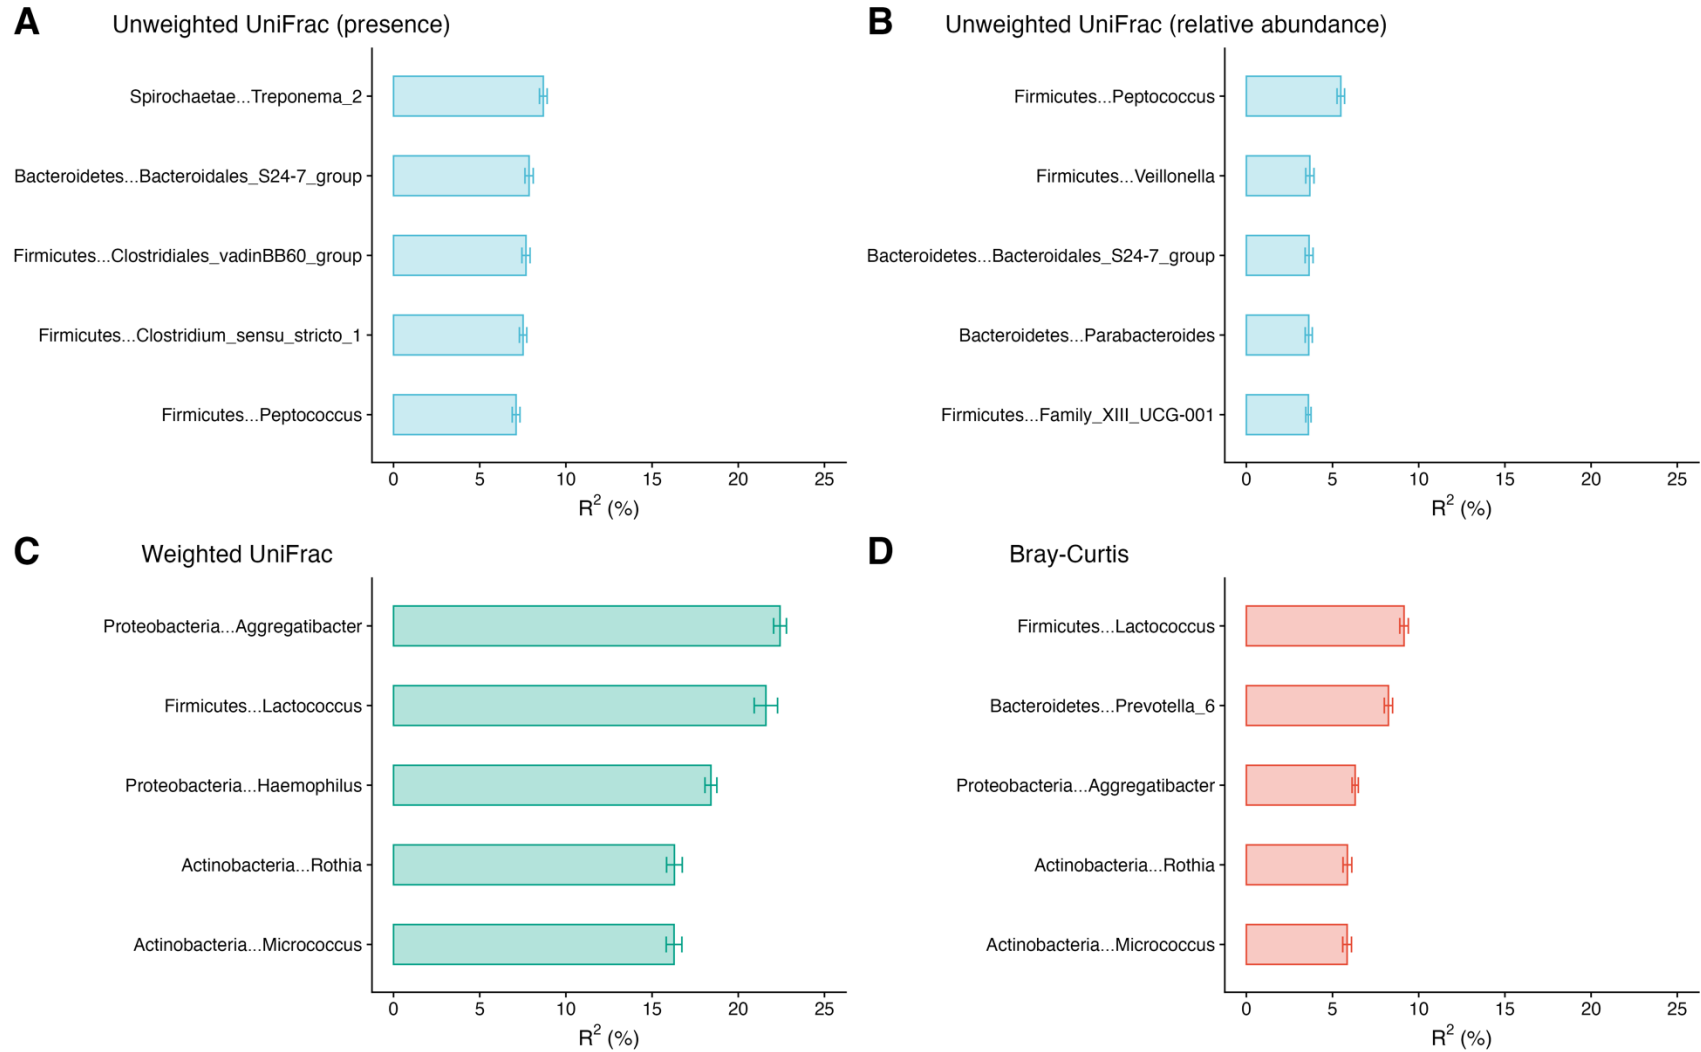 A Unweighted UniFrac (presence)
Spirochaetae...Treponema_2
Bacteroidetes...Bacteroidales_S24-7_group
Firmicutes...Clostridiales_vadinBB60_group
Firmicutes...Clostridium_sensu_stricto_1
Firmicutes...Peptococcus
0 5 10 15 20 25
R² (%)
B Unweighted UniFrac (relative abundance)
Firmicutes...Peptococcus
Firmicutes...Veillonella
Bacteroidetes...Bacteroidales_S24-7_group
Bacteroidetes...Parabacteroides
Firmicutes...Family_XIII_UCG-001
0 5 10 15 20 25
R² (%)
C Weighted UniFrac
Proteobacteria...Aggregatibacter
Firmicutes...Lactococcus
Proteobacteria...Haemophilus
Actinobacteria...Rothia
Actinobacteria...Micrococcus
0 5 10 15 20 25
R² (%)
D Bray-Curtis
Firmicutes...Lactococcus
Bacteroidetes...Prevotella_6
Proteobacteria...Aggregatibacter
Actinobacteria...Rothia
Actinobacteria...Micrococcus
0 5 10 15 20 25
R² (%)